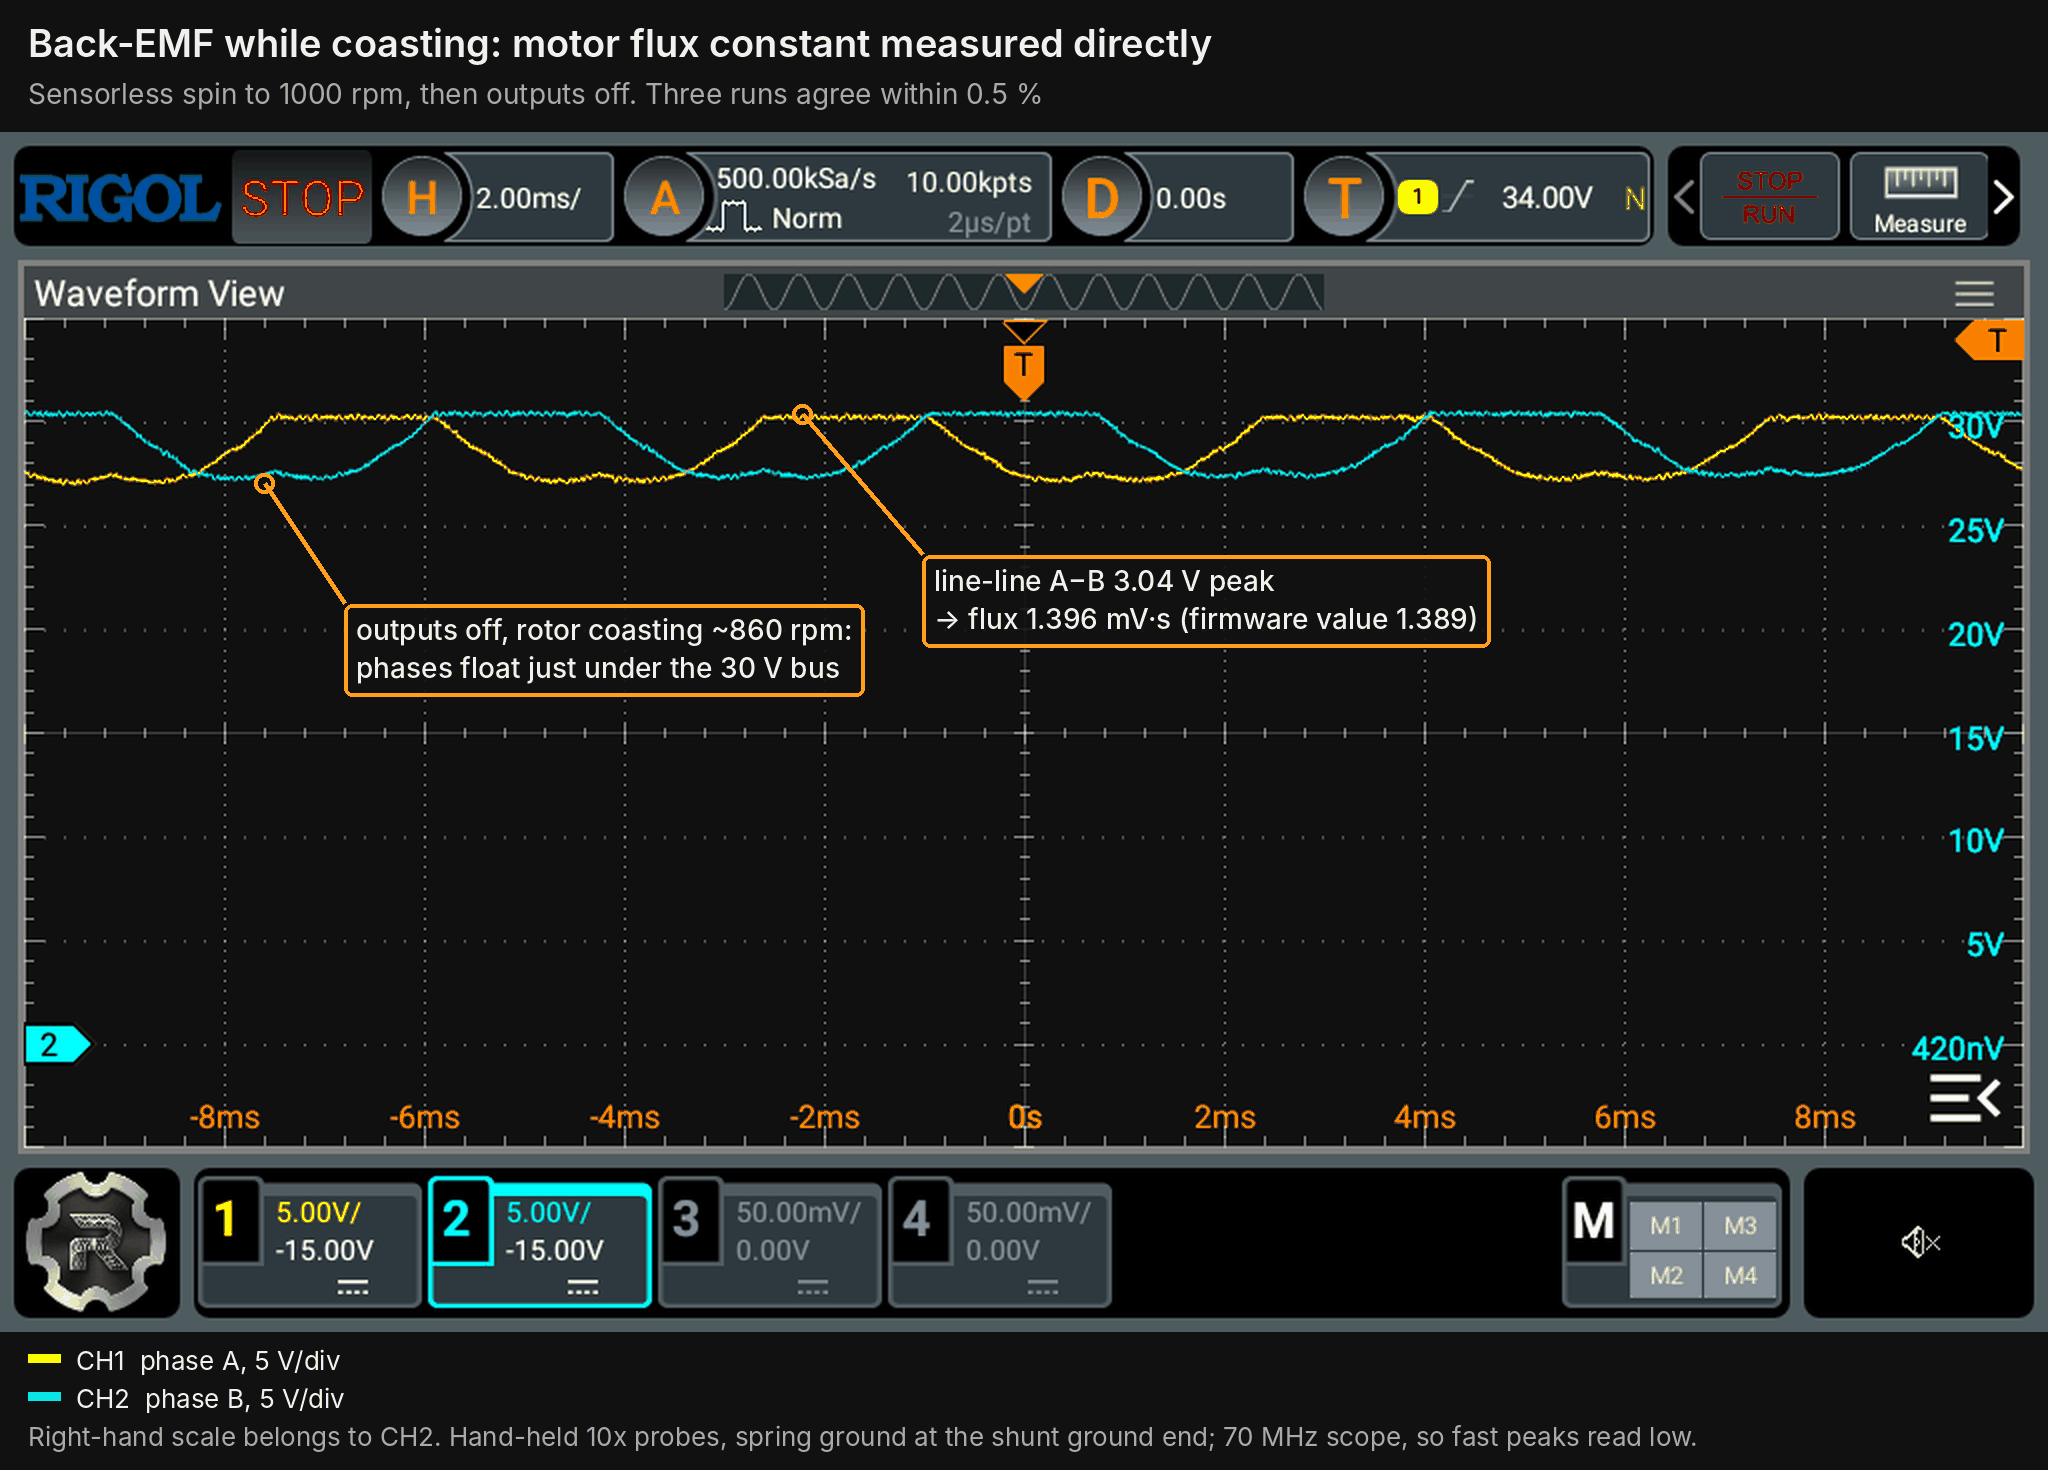 Back-EMF while coasting: motor flux constant measured directly
Sensorless spin to 1000 rpm, then outputs off. Three runs agree within 0.5 %
RIGOL STOP H 2.00ms/ A 500.00kSa/s 10.00kpts D 0.00s T 1 34.00V N STOP
Norm 2µs/pt RUN Measure
Waveform View
T
T
30V
25V
line-line A−B 3.04 V peak
→ flux 1.396 mV·s (firmware value 1.389)
outputs off, rotor coasting ~860 rpm:
phases float just under the 30 V bus
20V
15V
10V
5V
2 420nV
-8ms -6ms -4ms -2ms 0s 2ms 4ms 6ms 8ms
1 5.00V/ 2 5.00V/ 3 50.00mV/ 4 50.00mV/ M M1 M3
-15.00V -15.00V 0.00V 0.00V M2 M4
R
CH1 phase A, 5 V/div
CH2 phase B, 5 V/div
Right-hand scale belongs to CH2. Hand-held 10x probes, spring ground at the shunt ground end; 70 MHz scope, so fast peaks read low.